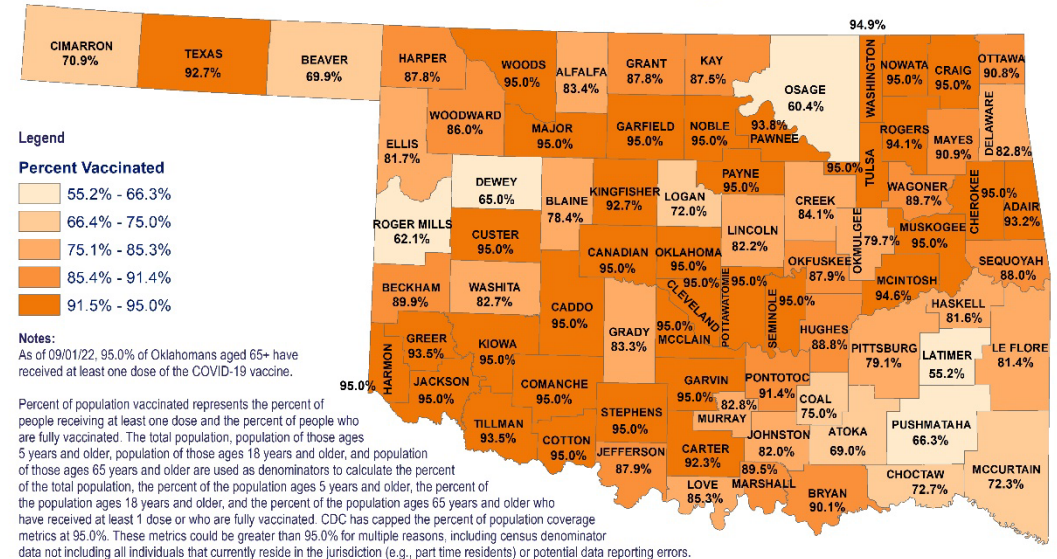 94.9%
CIMARRON
70.9%
TEXAS
92.7%
BEAVER
69.9%
HARPER
87.8%
WOODS
95.0%
ALFALFA
83.4%
GRANT
87.8%
KAY
87.5%
OSAGE
60.4%
WASHINGTON
NOWATA
95.0%
CRAIG
95.0%
OTTAWA
90.8%
WOODWARD
86.0%
MAJOR
95.0%
GARFIELD
95.0%
NOBLE
95.0%
93.8%
PAWNEE
ROGERS
94.1%
MAYES
90.9%
DELAWARE
82.8%
ELLIS
81.7%
DEWEY
65.0%
BLAINE
78.4%
KINGFISHER
92.7%
LOGAN
72.0%
PAYNE
95.0%
95.0%
TULSA
WAGONER
89.7%
CHEROKEE
95.0%
ADAIR
93.2%
ROGER MILLS
62.1%
CUSTER
95.0%
CANADIAN
95.0%
OKLAHOMA
95.0%
LINCOLN
82.2%
CREEK
84.1%
OKMULGEE
79.7%
MUSKOGEE
95.0%
SEQUOYAH
88.0%
BECKHAM
89.9%
WASHITA
82.7%
CADDO
95.0%
GRADY
83.3%
95.0%
CLEVELAND
POTTAWATOMIE
95.0%
SEMINOLE
95.0%
OKFUSKEE
87.9%
MCINTOSH
94.6%
HASKELL
81.6%
95.0%
MCCLAIN
HUGHES
88.8%
PITTSBURG
79.1%
LATIMER
55.2%
LE FLORE
81.4%
HARMON
95.0%
GREER
93.5%
KIOWA
95.0%
JACKSON
95.0%
COMANCHE
95.0%
GARVIN
95.0%
PONTOTOC
91.4%
COAL
75.0%
TILLMAN
93.5%
COTTON
95.0%
STEPHENS
95.0%
82.8%
MURRAY
JOHNSTON
82.0%
ATOKA
69.0%
PUSHMATAHA
66.3%
JEFFERSON
87.9%
CARTER
92.3%
LOVE
85.3%
89.5%
MARSHALL
BRYAN
90.1%
CHOCTAW
72.7%
MCCURTAIN
72.3%
Legend
Percent Vaccinated
55.2% - 66.3%
66.4% - 75.0%
75.1% - 85.3%
85.4% - 91.4%
91.5% - 95.0%
Notes:
As of 09/01/22, 95.0% of Oklahomans aged 65+ have
received at least one dose of the COVID-19 vaccine.
Percent of population vaccinated represents the percent of
people receiving at least one dose and the percent of people who
are fully vaccinated. The total population, population of those ages
5 years and older, population of those ages 18 years and older, and population
of those ages 65 years and older are used as denominators to calculate the percent
of the total population, the percent of the population ages 5 years and older, the percent of
the population ages 18 years and older, and the percent of the population ages 65 years and older who
have received at least 1 dose or who are fully vaccinated. CDC has capped the percent of population coverage
metrics at 95.0%. These metrics could be greater than 95.0% for multiple reasons, including census denominator
data not including all individuals that currently reside in the jurisdiction (e.g., part time residents) or potential data reporting errors.